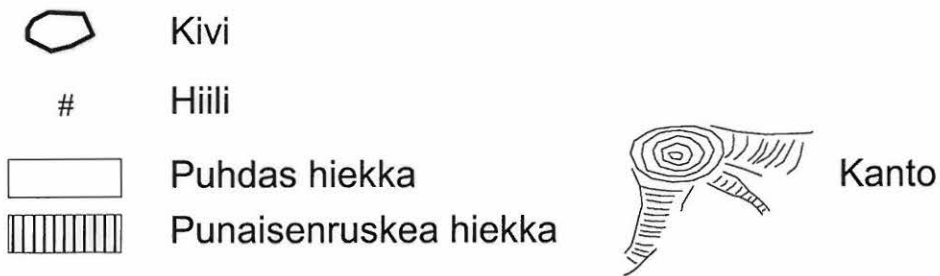 Kivi
# Hiili
Puhdas hiekka
Kanto
Punaisenruskea hiekka